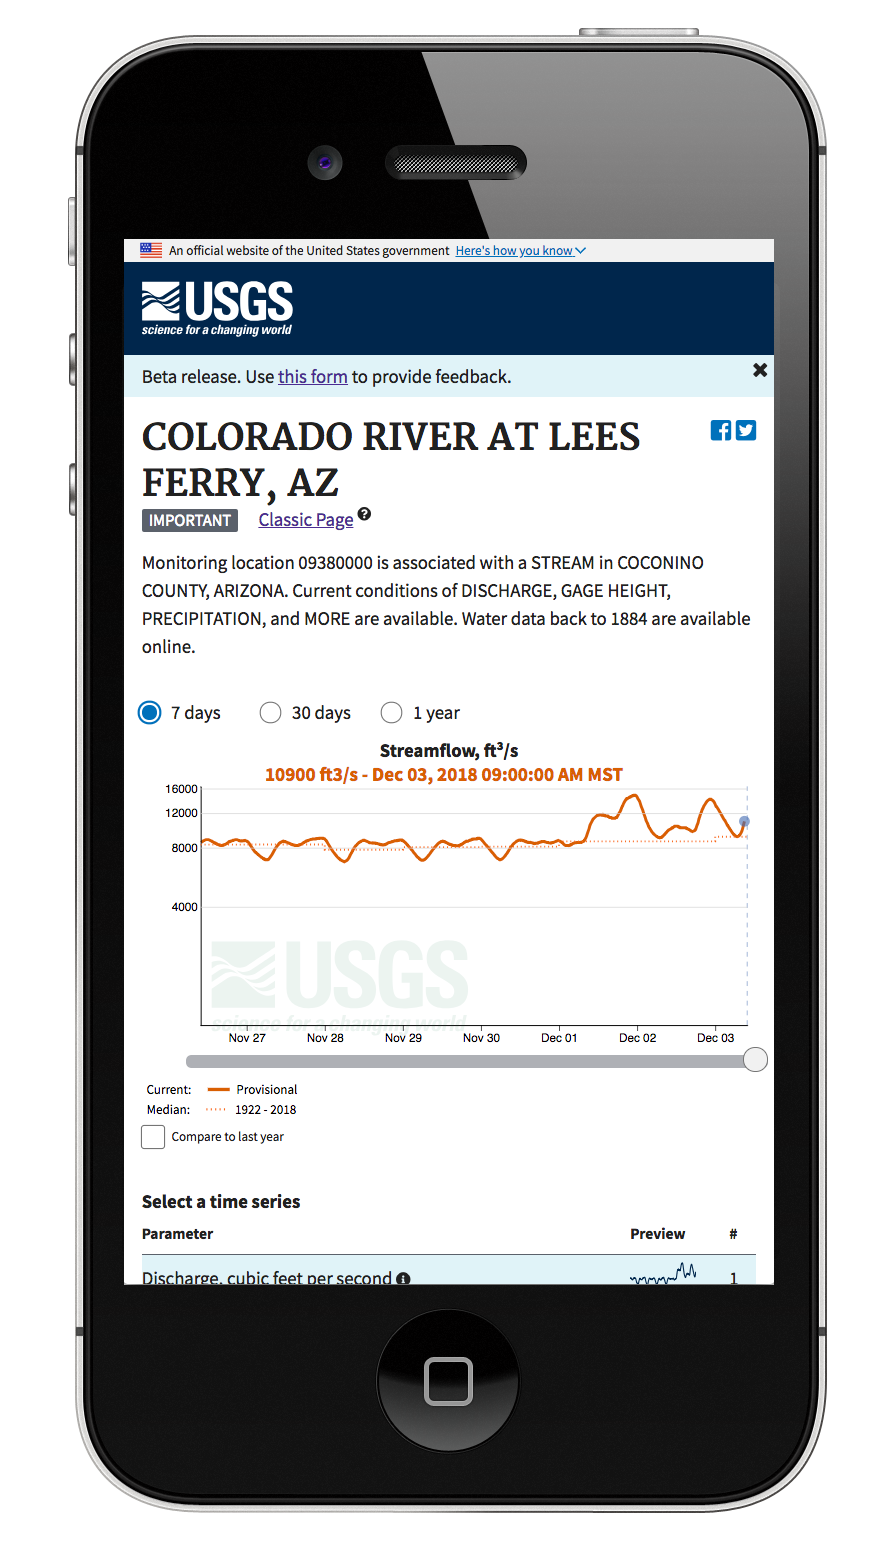 An official website of the United States government Here's how you know
USGS
science for a changing world
Beta release. Use this form to provide feedback.
COLORADO RIVER AT LEES
FERRY, AZ
IMPORTANT Classic Page ?
Monitoring location 09380000 is associated with a STREAM in COCONINO
COUNTY, ARIZONA. Current conditions of DISCHARGE, GAGE HEIGHT,
PRECIPITATION, and MORE are available. Water data back to 1884 are available
online.
7 days 30 days 1 year
Streamflow, ft³/s
10900 ft3/s - Dec 03, 2018 09:00:00 AM MST
16000
12000
8000
4000
USGS
science for a changing world
Nov 27 Nov 28 Nov 29 Nov 30 Dec 01 Dec 02 Dec 03
Current: Provisional
Median: 1922 - 2018
Compare to last year
Select a time series
Parameter Preview #
Discharge, cubic feet per second 1